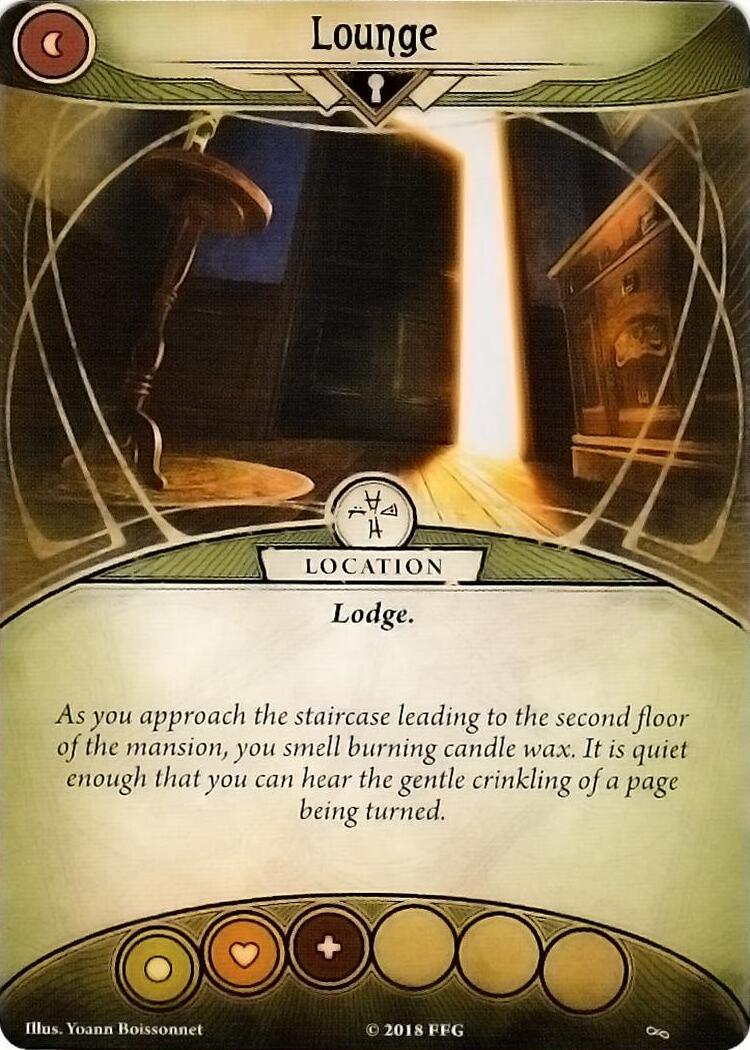 Lounge
LOCATION
Lodge.
As you approach the staircase leading to the second floor
of the mansion, you smell burning candle wax. It is quiet
enough that you can hear the gentle crinkling of a page
being turned.
Illus. Yoann Boissonnet
© 2018 FFG